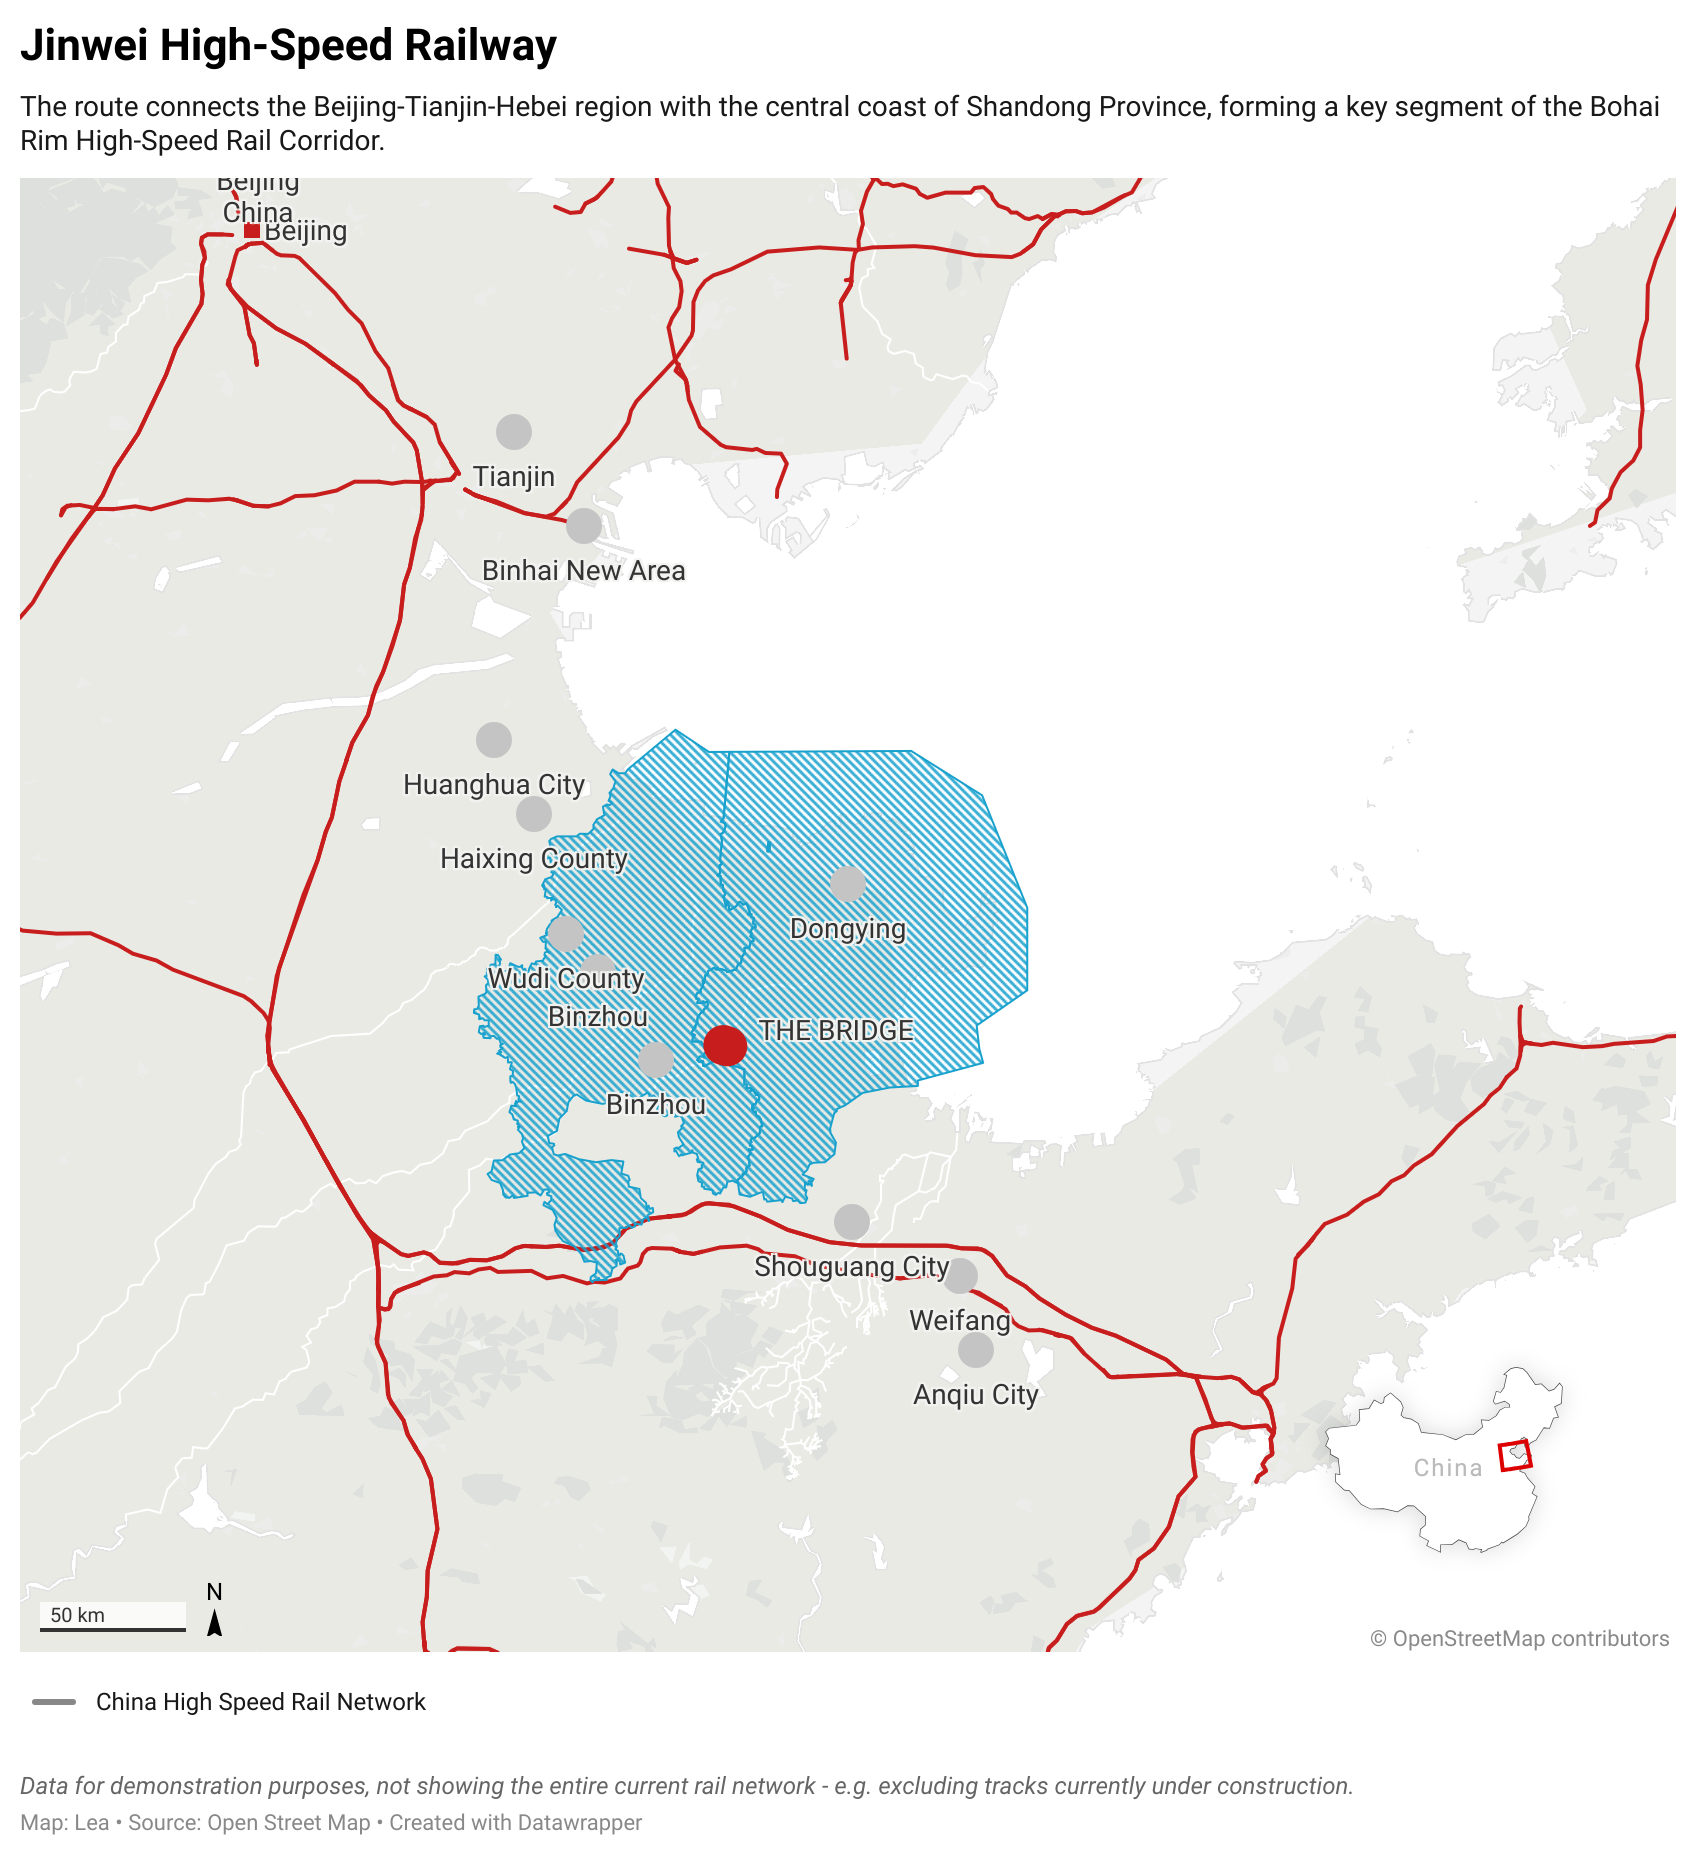 Jinwei High-Speed Railway
The route connects the Beijing-Tianjin-Hebei region with the central coast of Shandong Province, forming a key segment of the Bohai
Rim High-Speed Rail Corridor.
Beijing
China
Beijing
Tianjin
Binhai New Area
Huanghua City
Haixing County
Dongying
Wudi County
Binzhou
THE BRIDGE
Binzhou
Shouguang City
Weifang
Anqiu City
China
N
50 km
© OpenStreetMap contributors
China High Speed Rail Network
Data for demonstration purposes, not showing the entire current rail network - e.g. excluding tracks currently under construction.
Map: Lea • Source: Open Street Map • Created with Datawrapper